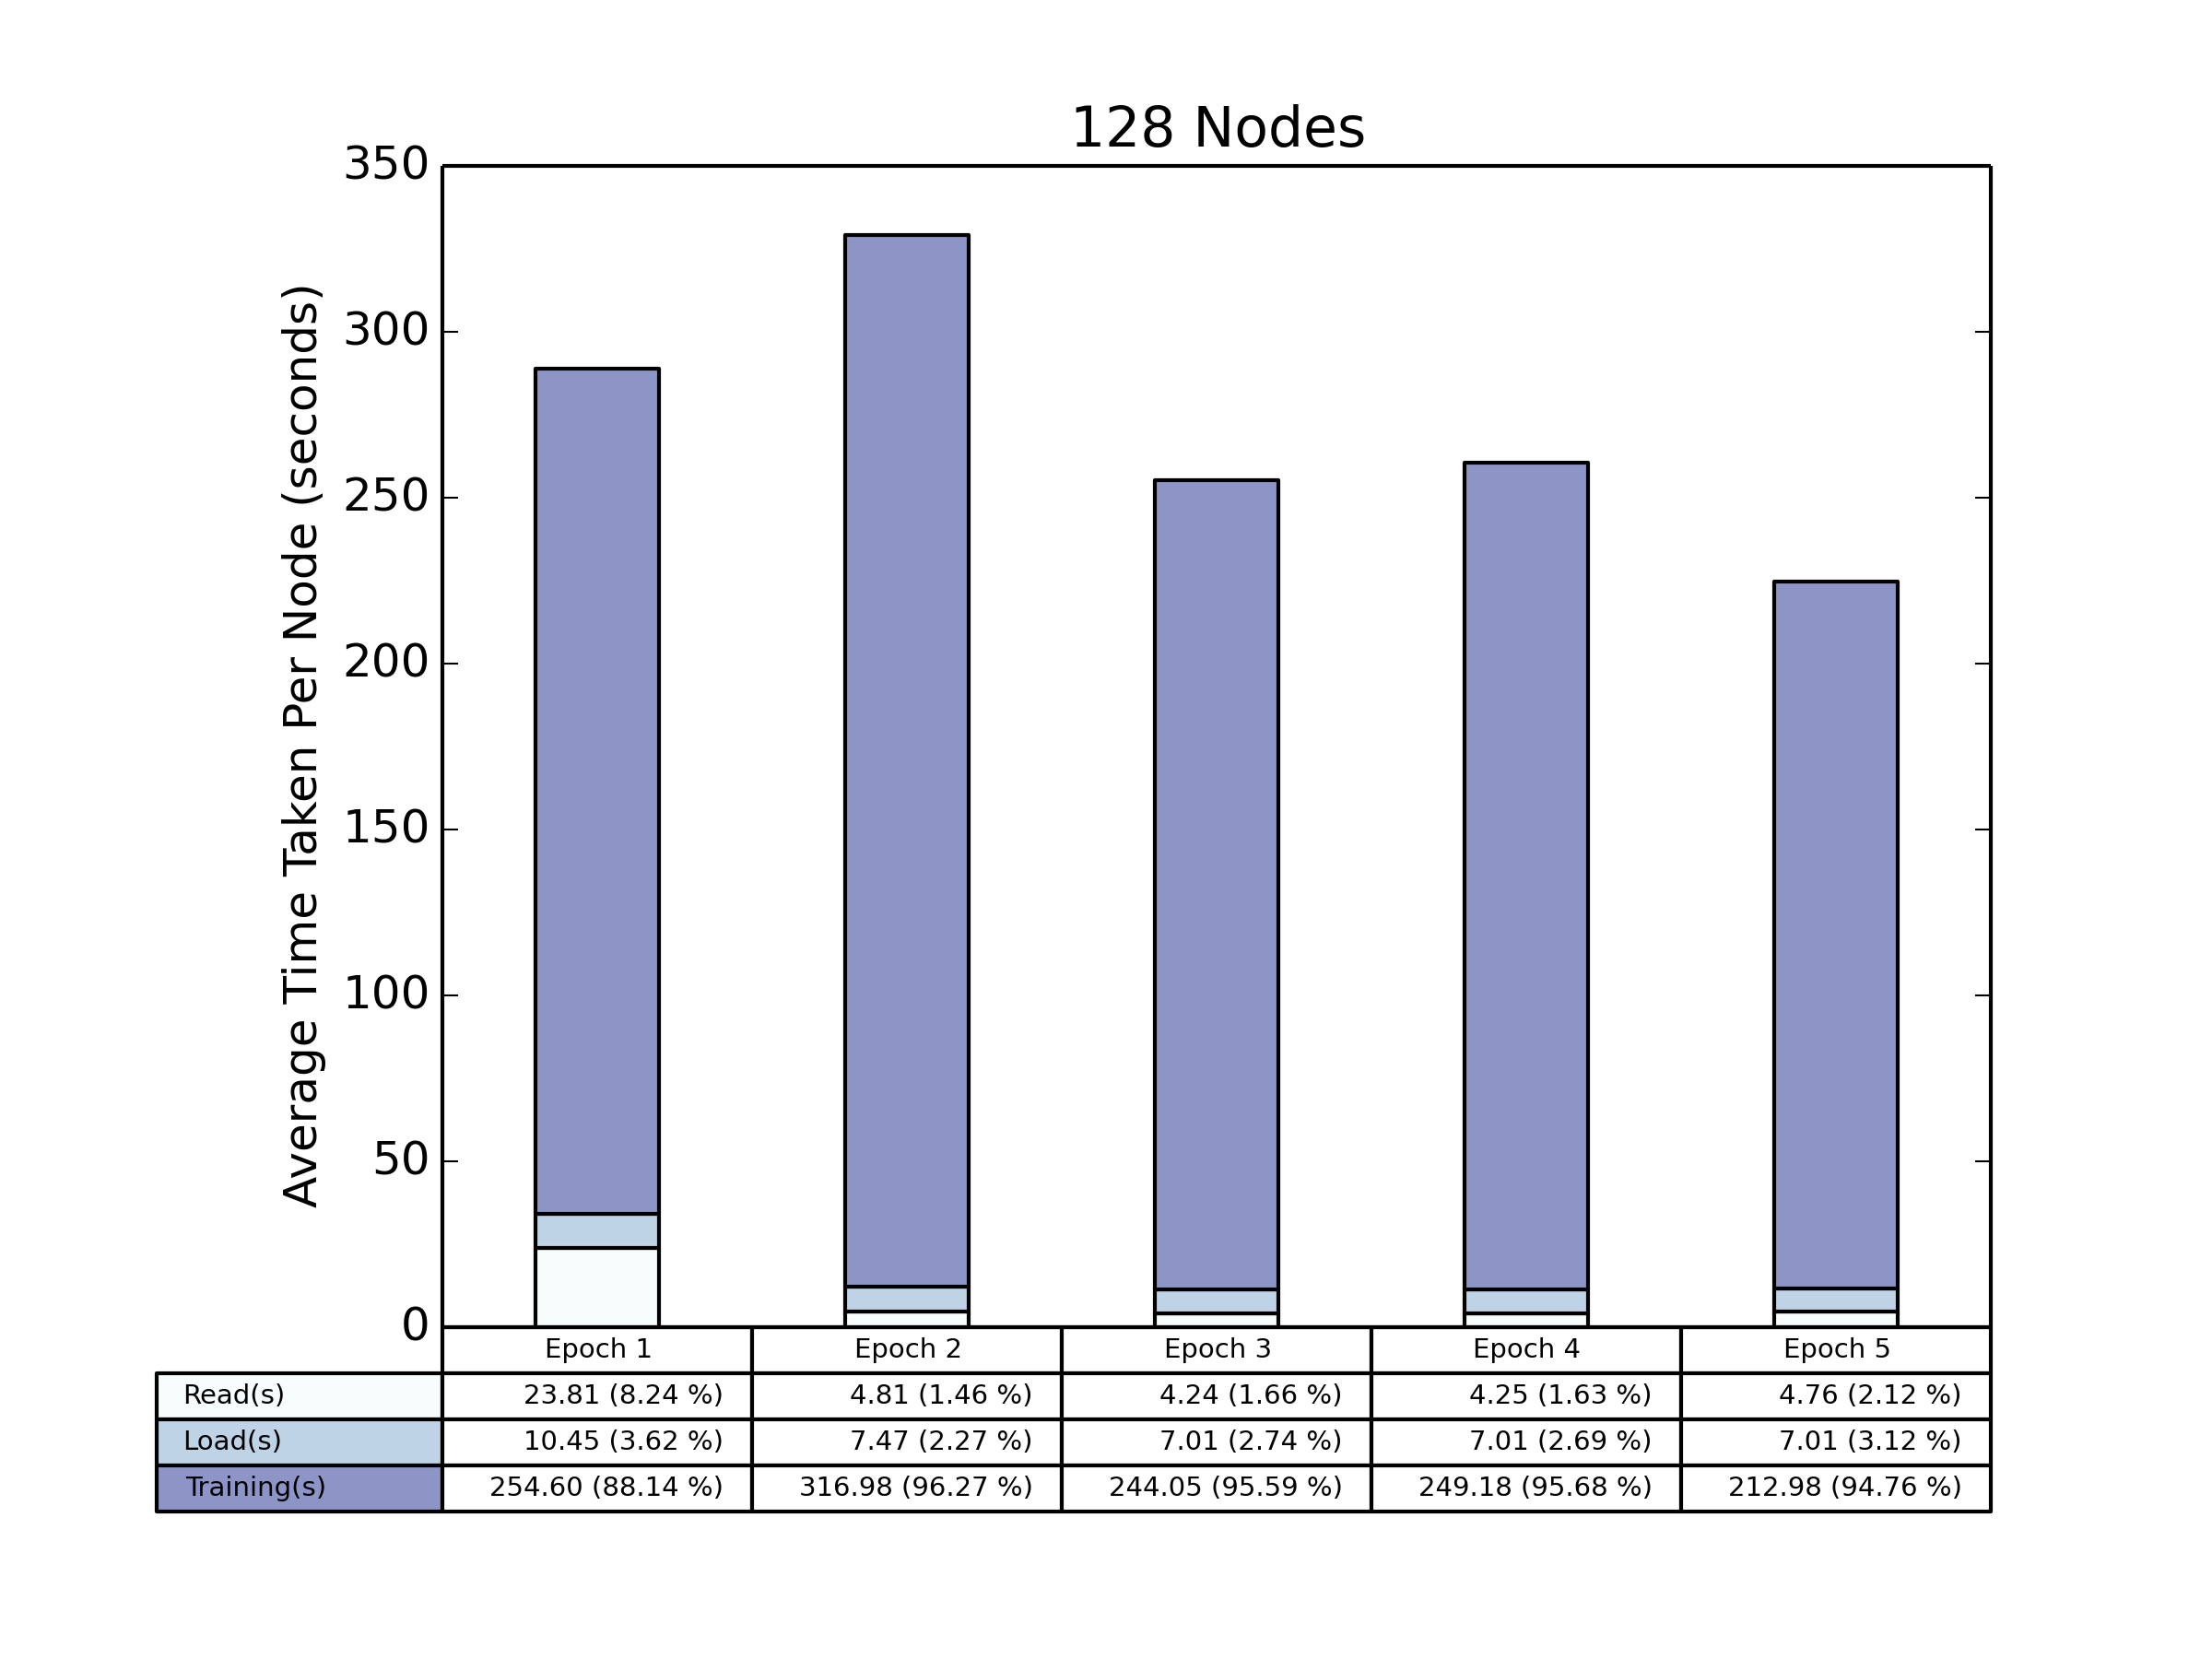 128 Nodes
Average Time Taken Per Node (seconds)
350
300
250
200
150
100
50
0
Epoch 1 Epoch 2 Epoch 3 Epoch 4 Epoch 5
Read(s) 23.81 (8.24 %) 4.81 (1.46 %) 4.24 (1.66 %) 4.25 (1.63 %) 4.76 (2.12 %)
Load(s) 10.45 (3.62 %) 7.47 (2.27 %) 7.01 (2.74 %) 7.01 (2.69 %) 7.01 (3.12 %)
Training(s) 254.60 (88.14 %) 316.98 (96.27 %) 244.05 (95.59 %) 249.18 (95.68 %) 212.98 (94.76 %)